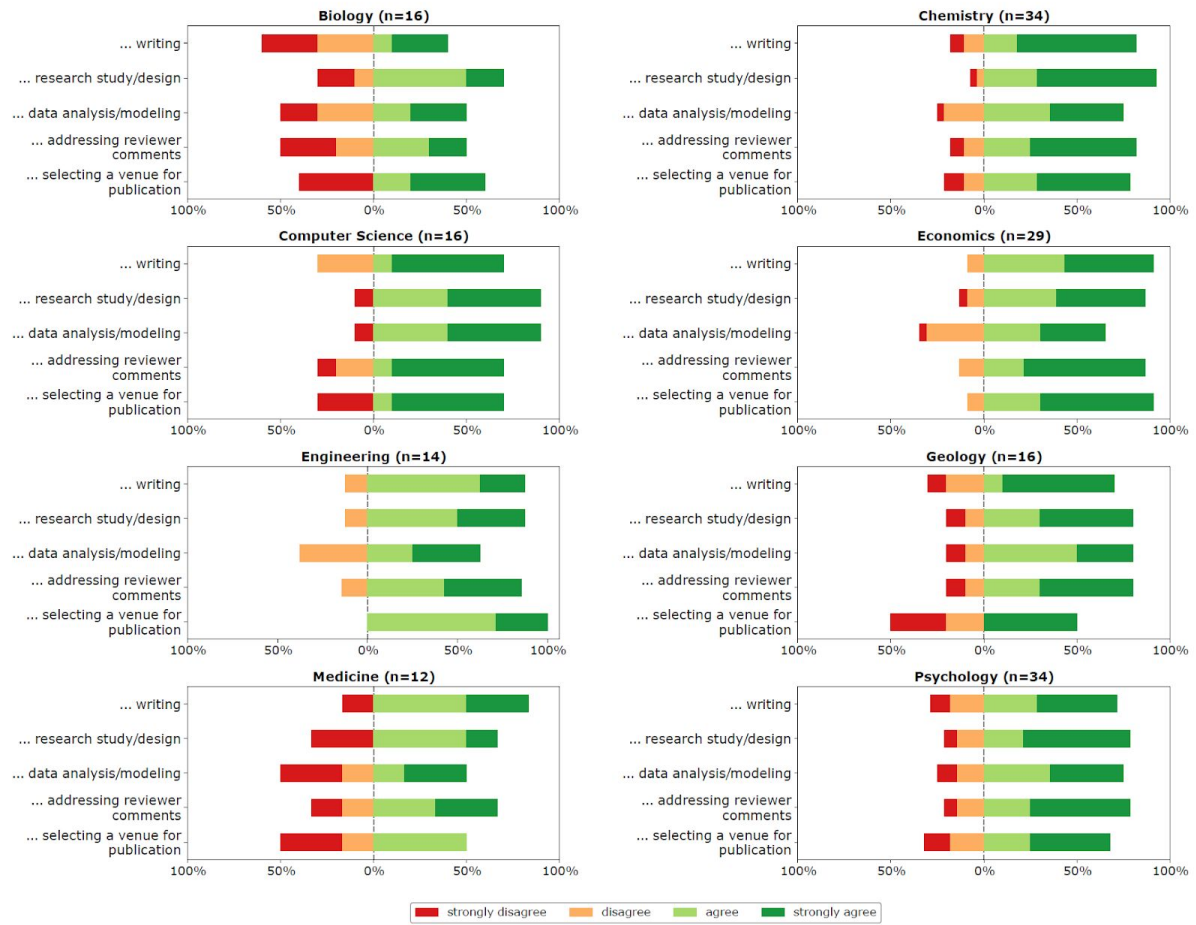 Biology (n=16)
... writing
... research study/design
... data analysis/modeling
... addressing reviewer
comments
... selecting a venue for
publication
100% 50% 0% 50% 100%
Chemistry (n=34)
... writing
... research study/design
... data analysis/modeling
... addressing reviewer
comments
... selecting a venue for
publication
100% 50% 0% 50% 100%
Computer Science (n=16)
... writing
... research study/design
... data analysis/modeling
... addressing reviewer
comments
... selecting a venue for
publication
100% 50% 0% 50% 100%
Economics (n=29)
... writing
... research study/design
... data analysis/modeling
... addressing reviewer
comments
... selecting a venue for
publication
100% 50% 0% 50% 100%
Engineering (n=14)
... writing
... research study/design
... data analysis/modeling
... addressing reviewer
comments
... selecting a venue for
publication
100% 50% 0% 50% 100%
Geology (n=16)
... writing
... research study/design
... data analysis/modeling
... addressing reviewer
comments
... selecting a venue for
publication
100% 50% 0% 50% 100%
Medicine (n=12)
... writing
... research study/design
... data analysis/modeling
... addressing reviewer
comments
... selecting a venue for
publication
100% 50% 0% 50% 100%
Psychology (n=34)
... writing
... research study/design
... data analysis/modeling
... addressing reviewer
comments
... selecting a venue for
publication
100% 50% 0% 50% 100%
strongly disagree disagree agree strongly agree